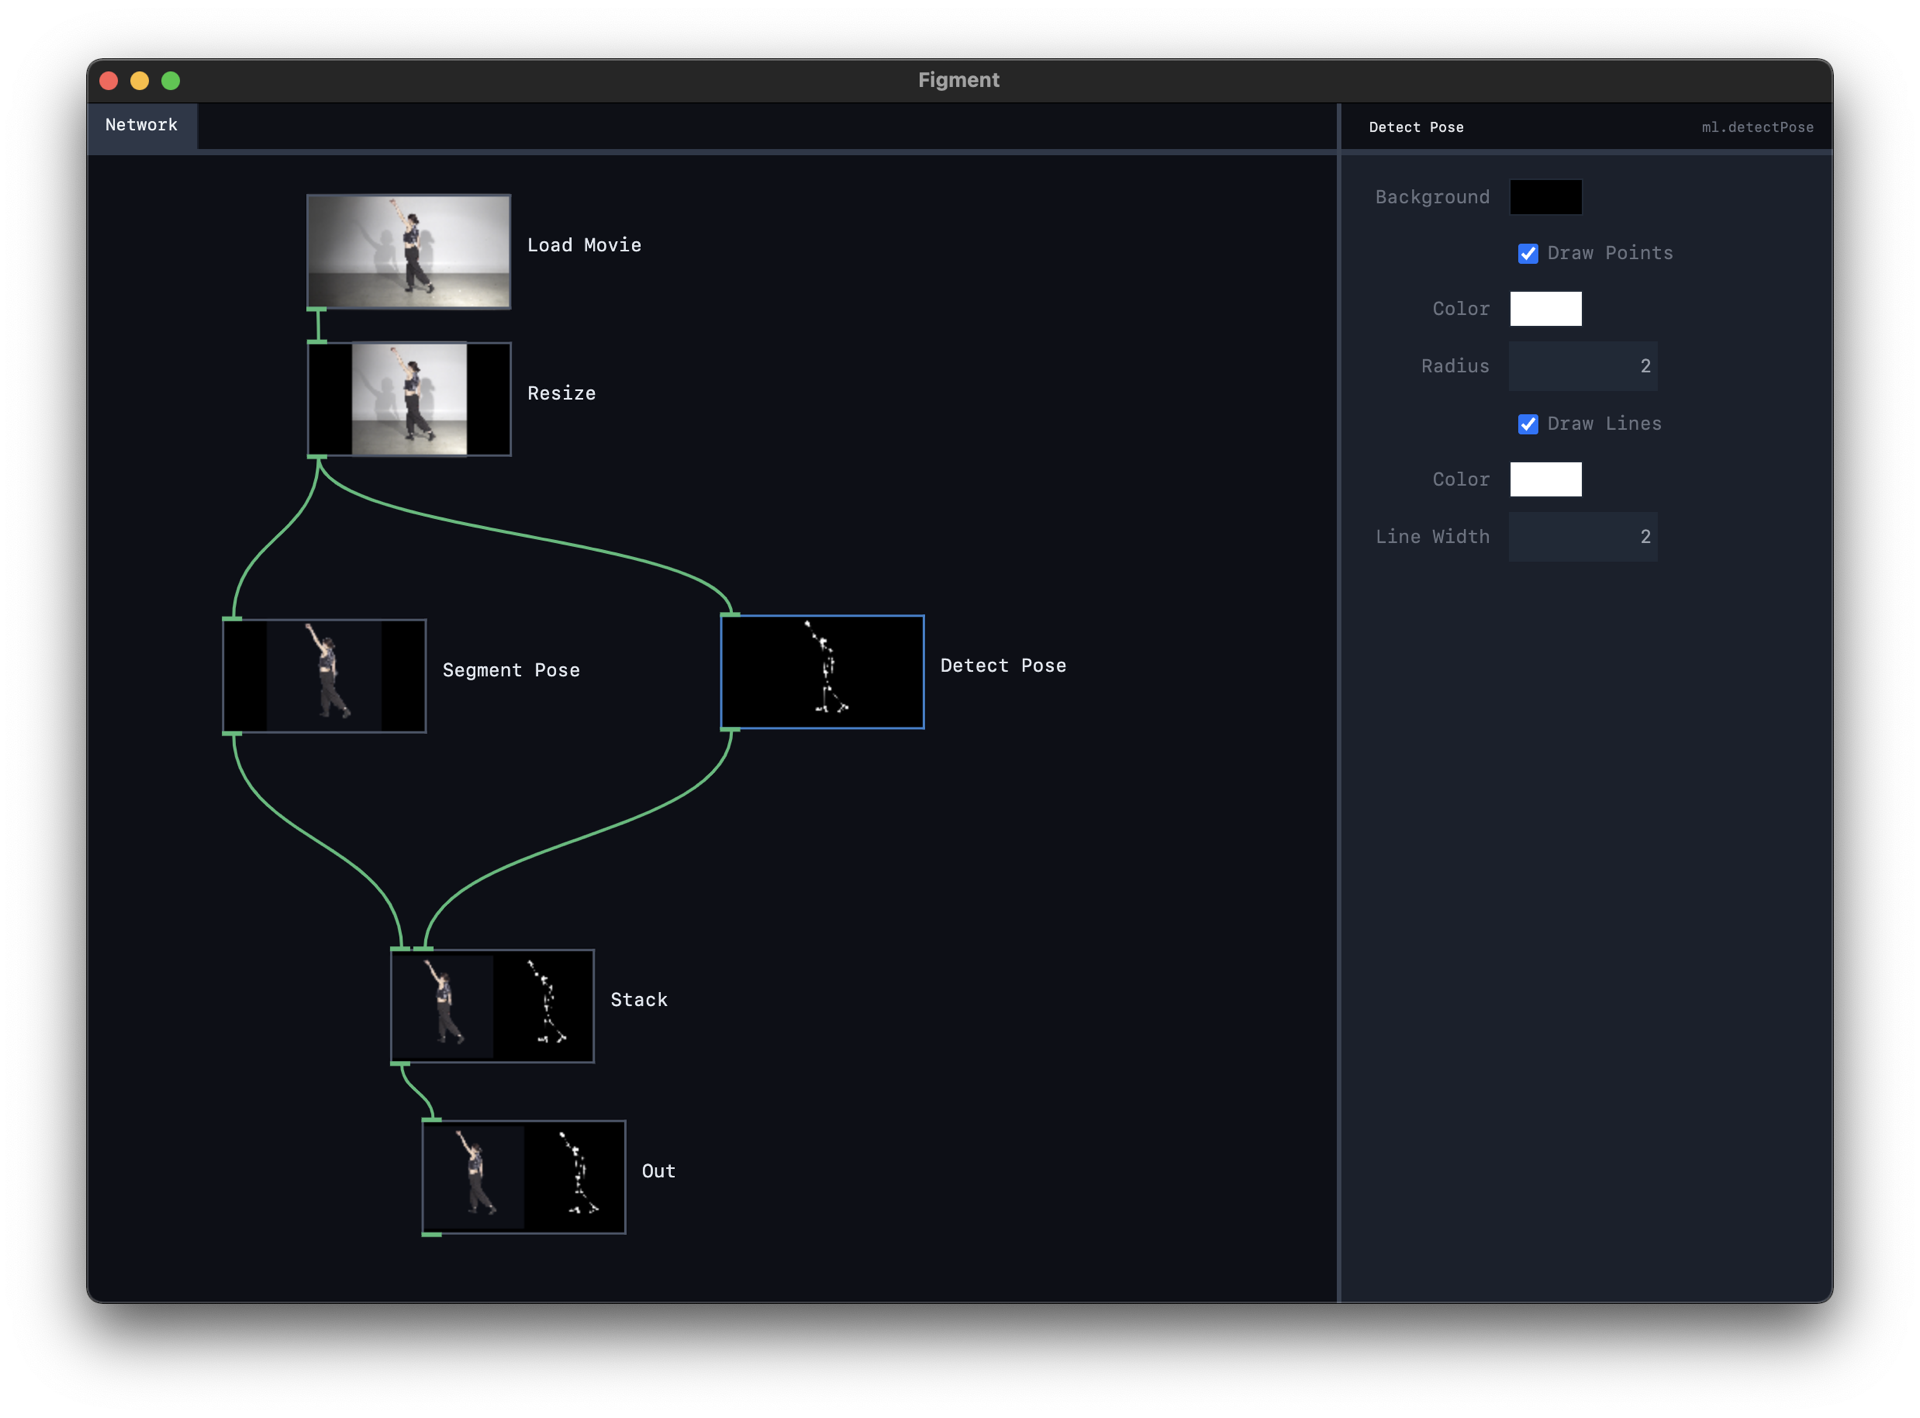 Figment
Network
Load Movie
Resize
Segment Pose
Detect Pose
Stack
Out
Detect Pose
ml.detectPose
Background
Draw Points
Color
Radius 2
Draw Lines
Color
Line Width 2